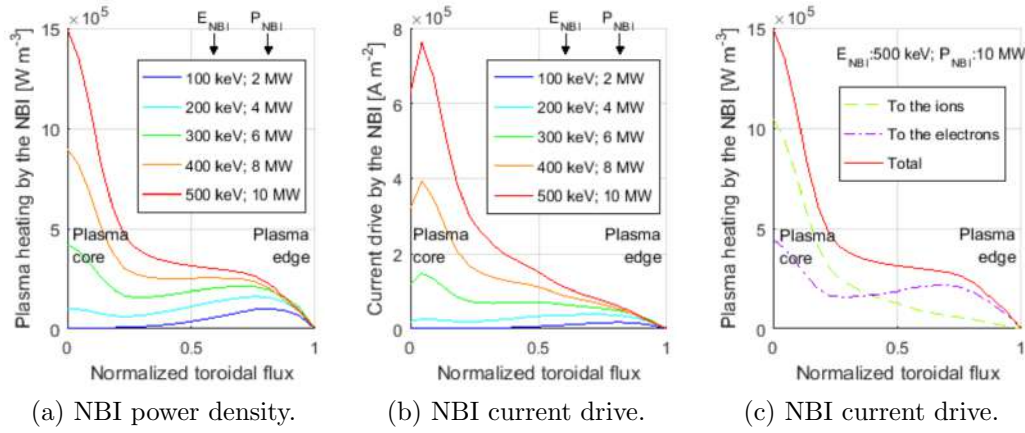 × 10⁵
15
10
5
0
0
0.5
1
Plasma heating by the NBI [W m⁻³]
Normalized toroidal flux
E_NBI P_NBI
100 keV; 2 MW
200 keV; 4 MW
300 keV; 6 MW
400 keV; 8 MW
500 keV; 10 MW
Plasma
core
Plasma
edge
(a) NBI power density.
× 10⁵
8
6
4
2
0
0
0.5
1
Current drive by the NBI [A m⁻²]
Normalized toroidal flux
E_NBI P_NBI
100 keV; 2 MW
200 keV; 4 MW
300 keV; 6 MW
400 keV; 8 MW
500 keV; 10 MW
Plasma
core
Plasma
edge
(b) NBI current drive.
× 10⁵
15
10
5
0
0
0.5
1
Plasma heating by the NBI [W m⁻³]
Normalized toroidal flux
E_NBI:500 keV; P_NBI:10 MW
To the ions
To the electrons
Total
Plasma
core
Plasma
edge
(c) NBI current drive.